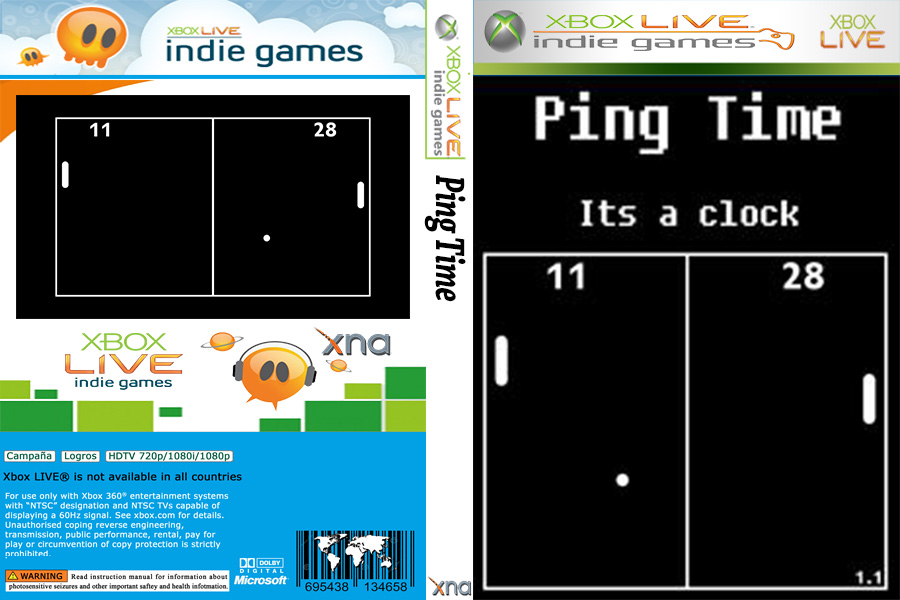 XBOX LIVE
indie games
11 28
XBOX
LIVE
indie games
xna
Campaña Logros HDTV 720p/1080i/1080p
Xbox LIVE® is not available in all countries
For use only with Xbox 360® entertainment systems
with “NTSC” designation and NTSC TVs capable of
displaying a 60Hz signal. See xbox.com for details.
Unauthorised coping reverse engineering,
transmission, public performance, rental, pay for
play or circumvention of copy protection is strictly
prohibited.
WARNING Read instruction manual for information about
photosensitive seizures and other important saftey and health infotmation.
DOLBY
DIGITAL
Microsoft®
695438 134658
XBOX LIVE
indie games
Ping Time
xna
XBOX LIVE
indie games
XBOX
LIVE
Ping Time
Its a clock
11 28
1.1